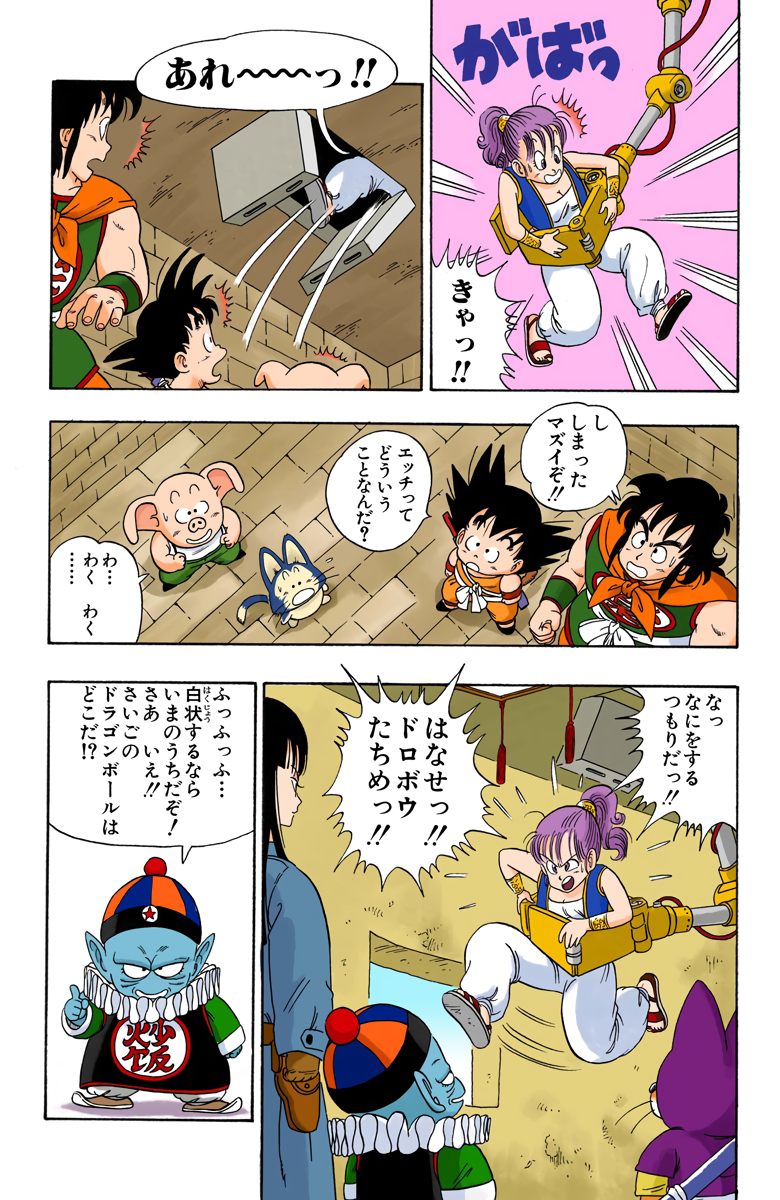 がばっ
きゃっ!!
あれ〜〜〜〜っ!!
し
しまった
マズイぞ!!
エッチって
どういう
ことなんだ?
わ…
わく わく
……
なっ
なにをする
つもりだっ!!
はなせっ!!
ドロボウ
たちめっ!!
ふっふっふ…
白状するなら
はくじょう
いまのうちだぞ!
さあ いえ!!
さいごの
ドラゴンボールは
どこだ!?
炒飯